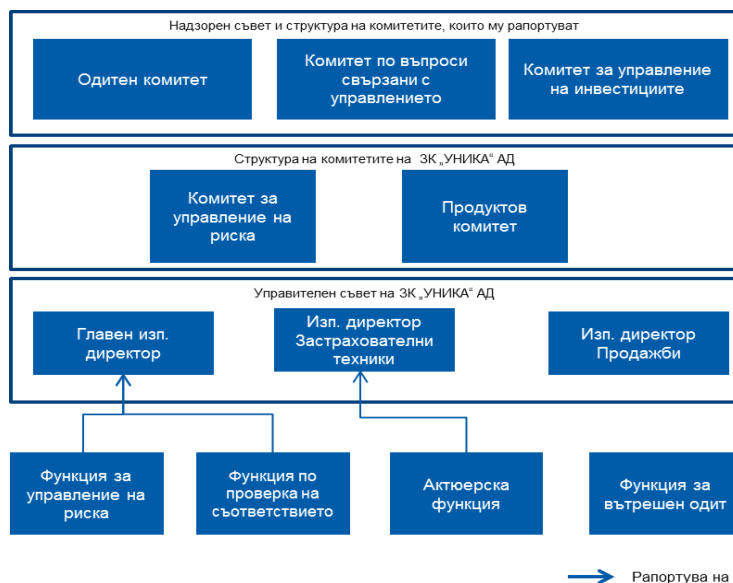 Надзорен съвет и структура на комитетите, които му рапортуват
Одитен комитет
Комитет по въпроси
свързани с
управлението
Комитет за управление
на инвестициите
Структура на комитетите на ЗК „УНИКА“ АД
Комитет за
управление на
риска
Продуктов
комитет
Управителен съвет на ЗК „УНИКА“ АД
Главен изп.
директор
Изп. директор
Застрахователни
техники
Изп. директор
Продажби
Функция за
управление на
риска
Функция по
проверка на
съответствието
Актюерска
функция
Функция за
вътрешен одит
Рапортува на